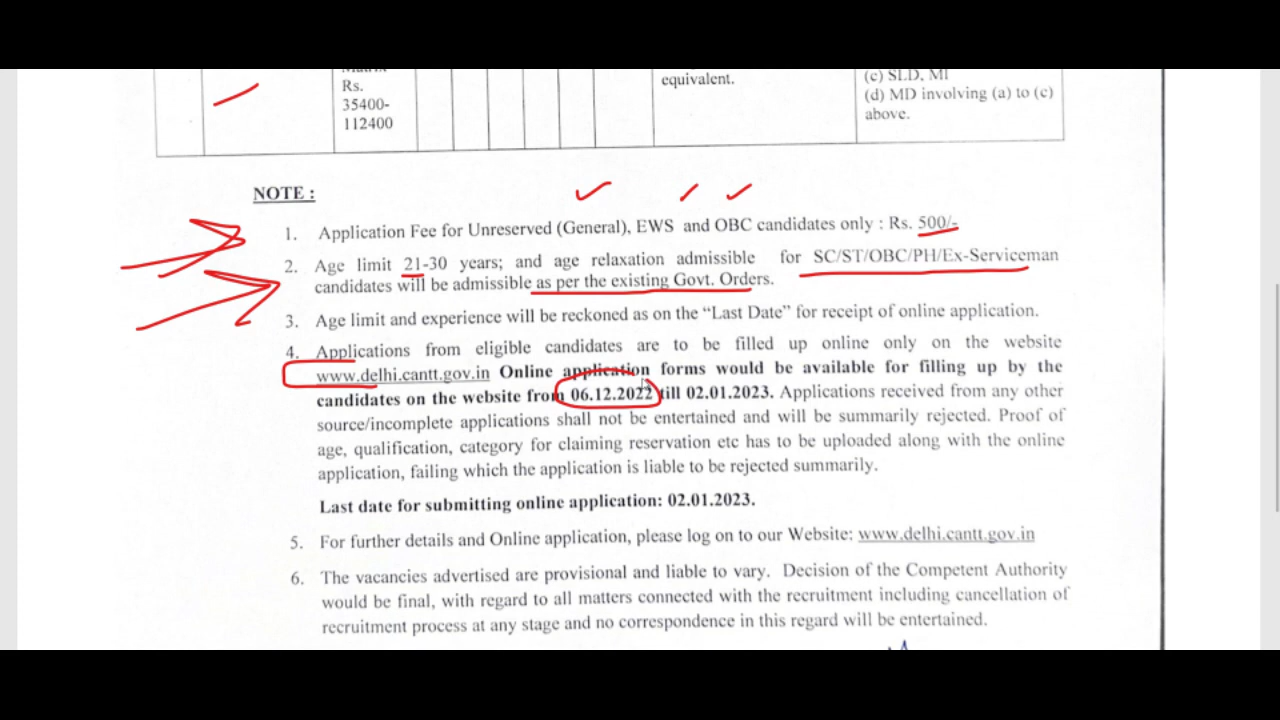 Rs.
35400-
112400
equivalent.
(c) SLD, MI
(d) MD involving (a) to (c)
above.
NOTE :
1. Application Fee for Unreserved (General), EWS and OBC candidates only : Rs. 500/-
2. Age limit 21-30 years; and age relaxation admissible for SC/ST/OBC/PH/Ex-Serviceman
candidates will be admissible as per the existing Govt. Orders.
3. Age limit and experience will be reckoned as on the “Last Date” for receipt of online application.
4. Applications from eligible candidates are to be filled up online only on the website
www.delhi.cantt.gov.in Online application forms would be available for filling up by the
candidates on the website from 06.12.2022 till 02.01.2023. Applications received from any other
source/incomplete applications shall not be entertained and will be summarily rejected. Proof of
age, qualification, category for claiming reservation etc has to be uploaded along with the online
application, failing which the application is liable to be rejected summarily.
Last date for submitting online application: 02.01.2023.
5. For further details and Online application, please log on to our Website: www.delhi.cantt.gov.in
6. The vacancies advertised are provisional and liable to vary. Decision of the Competent Authority
would be final, with regard to all matters connected with the recruitment including cancellation of
recruitment process at any stage and no correspondence in this regard will be entertained.